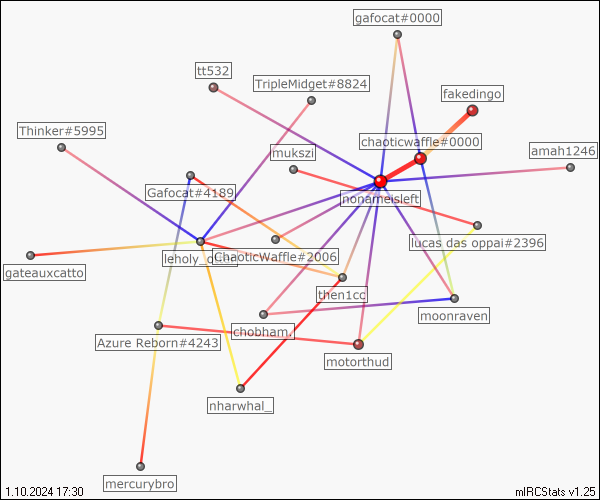 gafocat#0000
tt532
TripleMidget#8824
fakedingo
Thinker#5995
chaoticwaffle#0000
mukszi
amah1246
Gafocat#4189
nonameisleft
lucas das oppai#2396
leholy_
ChaoticWaffle#2006
gateauxcatto
then1cc
moonraven
chobham.
Azure Reborn#4243
motorthud
nharwhal_
mercurybro
1.10.2024 17:30
mIRCStats v1.25